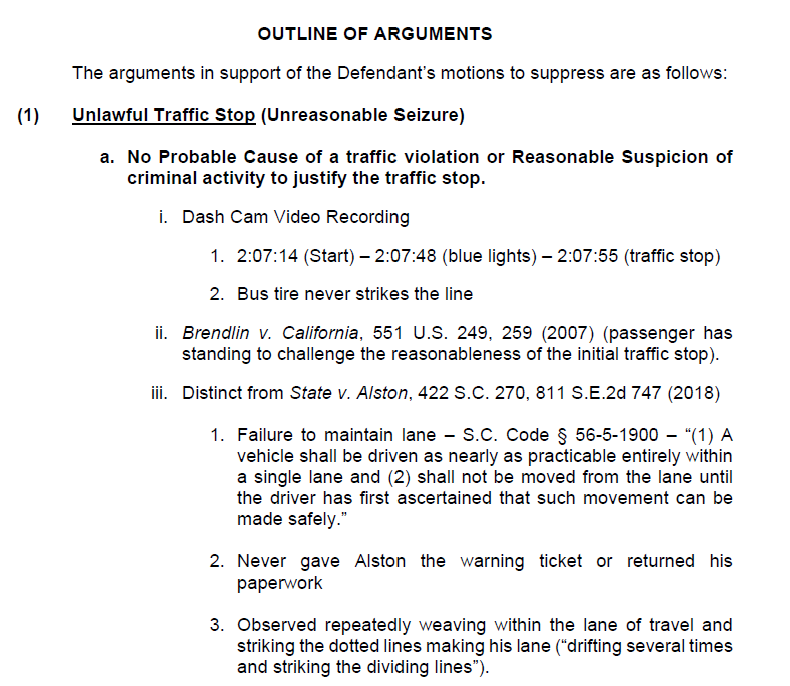 OUTLINE OF ARGUMENTS
The arguments in support of the Defendant's motions to suppress are as follows:
(1) Unlawful Traffic Stop (Unreasonable Seizure)
a. No Probable Cause of a traffic violation or Reasonable Suspicion of
criminal activity to justify the traffic stop.
i. Dash Cam Video Recording
1. 2:07:14 (Start) – 2:07:48 (blue lights) – 2:07:55 (traffic stop)
2. Bus tire never strikes the line
ii. Brendlin v. California, 551 U.S. 249, 259 (2007) (passenger has
standing to challenge the reasonableness of the initial traffic stop).
iii. Distinct from State v. Alston, 422 S.C. 270, 811 S.E.2d 747 (2018)
1. Failure to maintain lane – S.C. Code § 56-5-1900 – “(1) A
vehicle shall be driven as nearly as practicable entirely within
a single lane and (2) shall not be moved from the lane until
the driver has first ascertained that such movement can be
made safely.”
2. Never gave Alston the warning ticket or returned his
paperwork
3. Observed repeatedly weaving within the lane of travel and
striking the dotted lines making his lane (“drifting several times
and striking the dividing lines”).